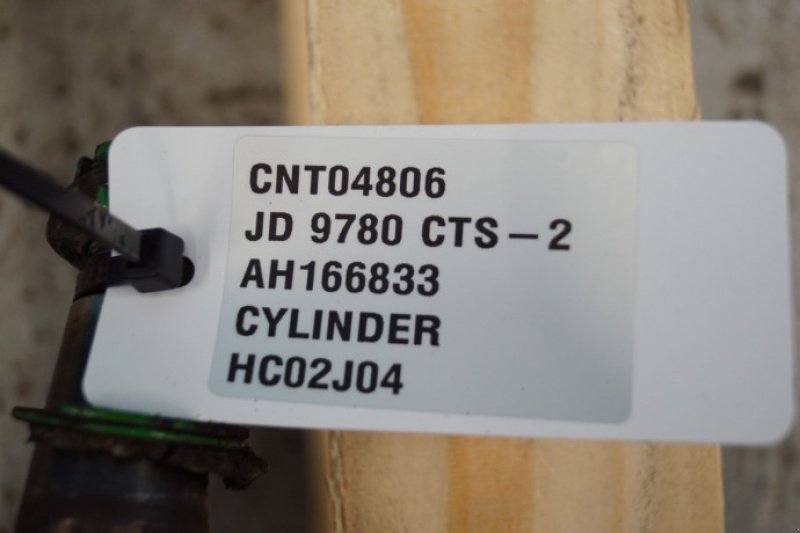 CNT04806
JD 9780 CTS-2
AH166833
CYLINDER
HC02J04